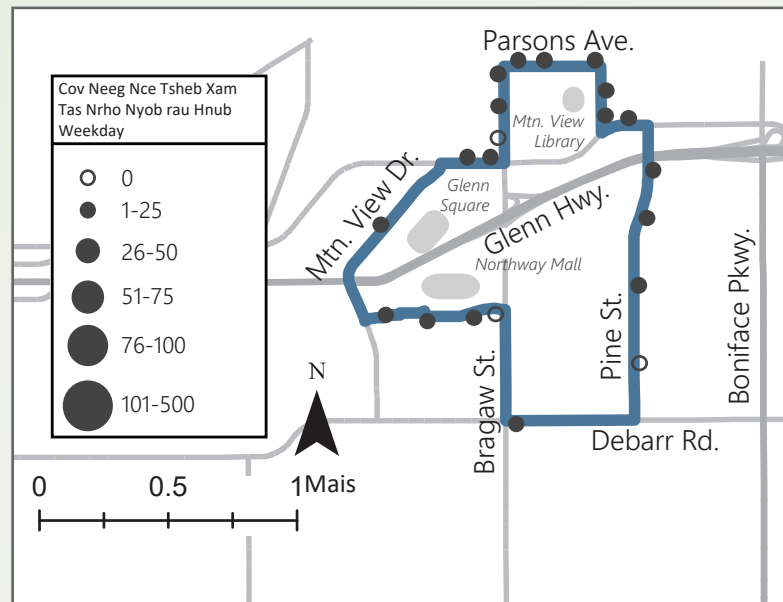 Parsons Ave.
Cov Neeg Nce Tsheb Xam
Tas Nrho Nyob rau Hnub
Weekday
0
1-25
26-50
51-75
76-100
101-500
Mtn. View
Library
Mtn. View Dr.
Glenn
Square
Glenn Hwy.
Northway Mall
Pine St.
Boniface Pkwy.
Bragaw St.
Debarr Rd.
N
0 0.5 1Mais